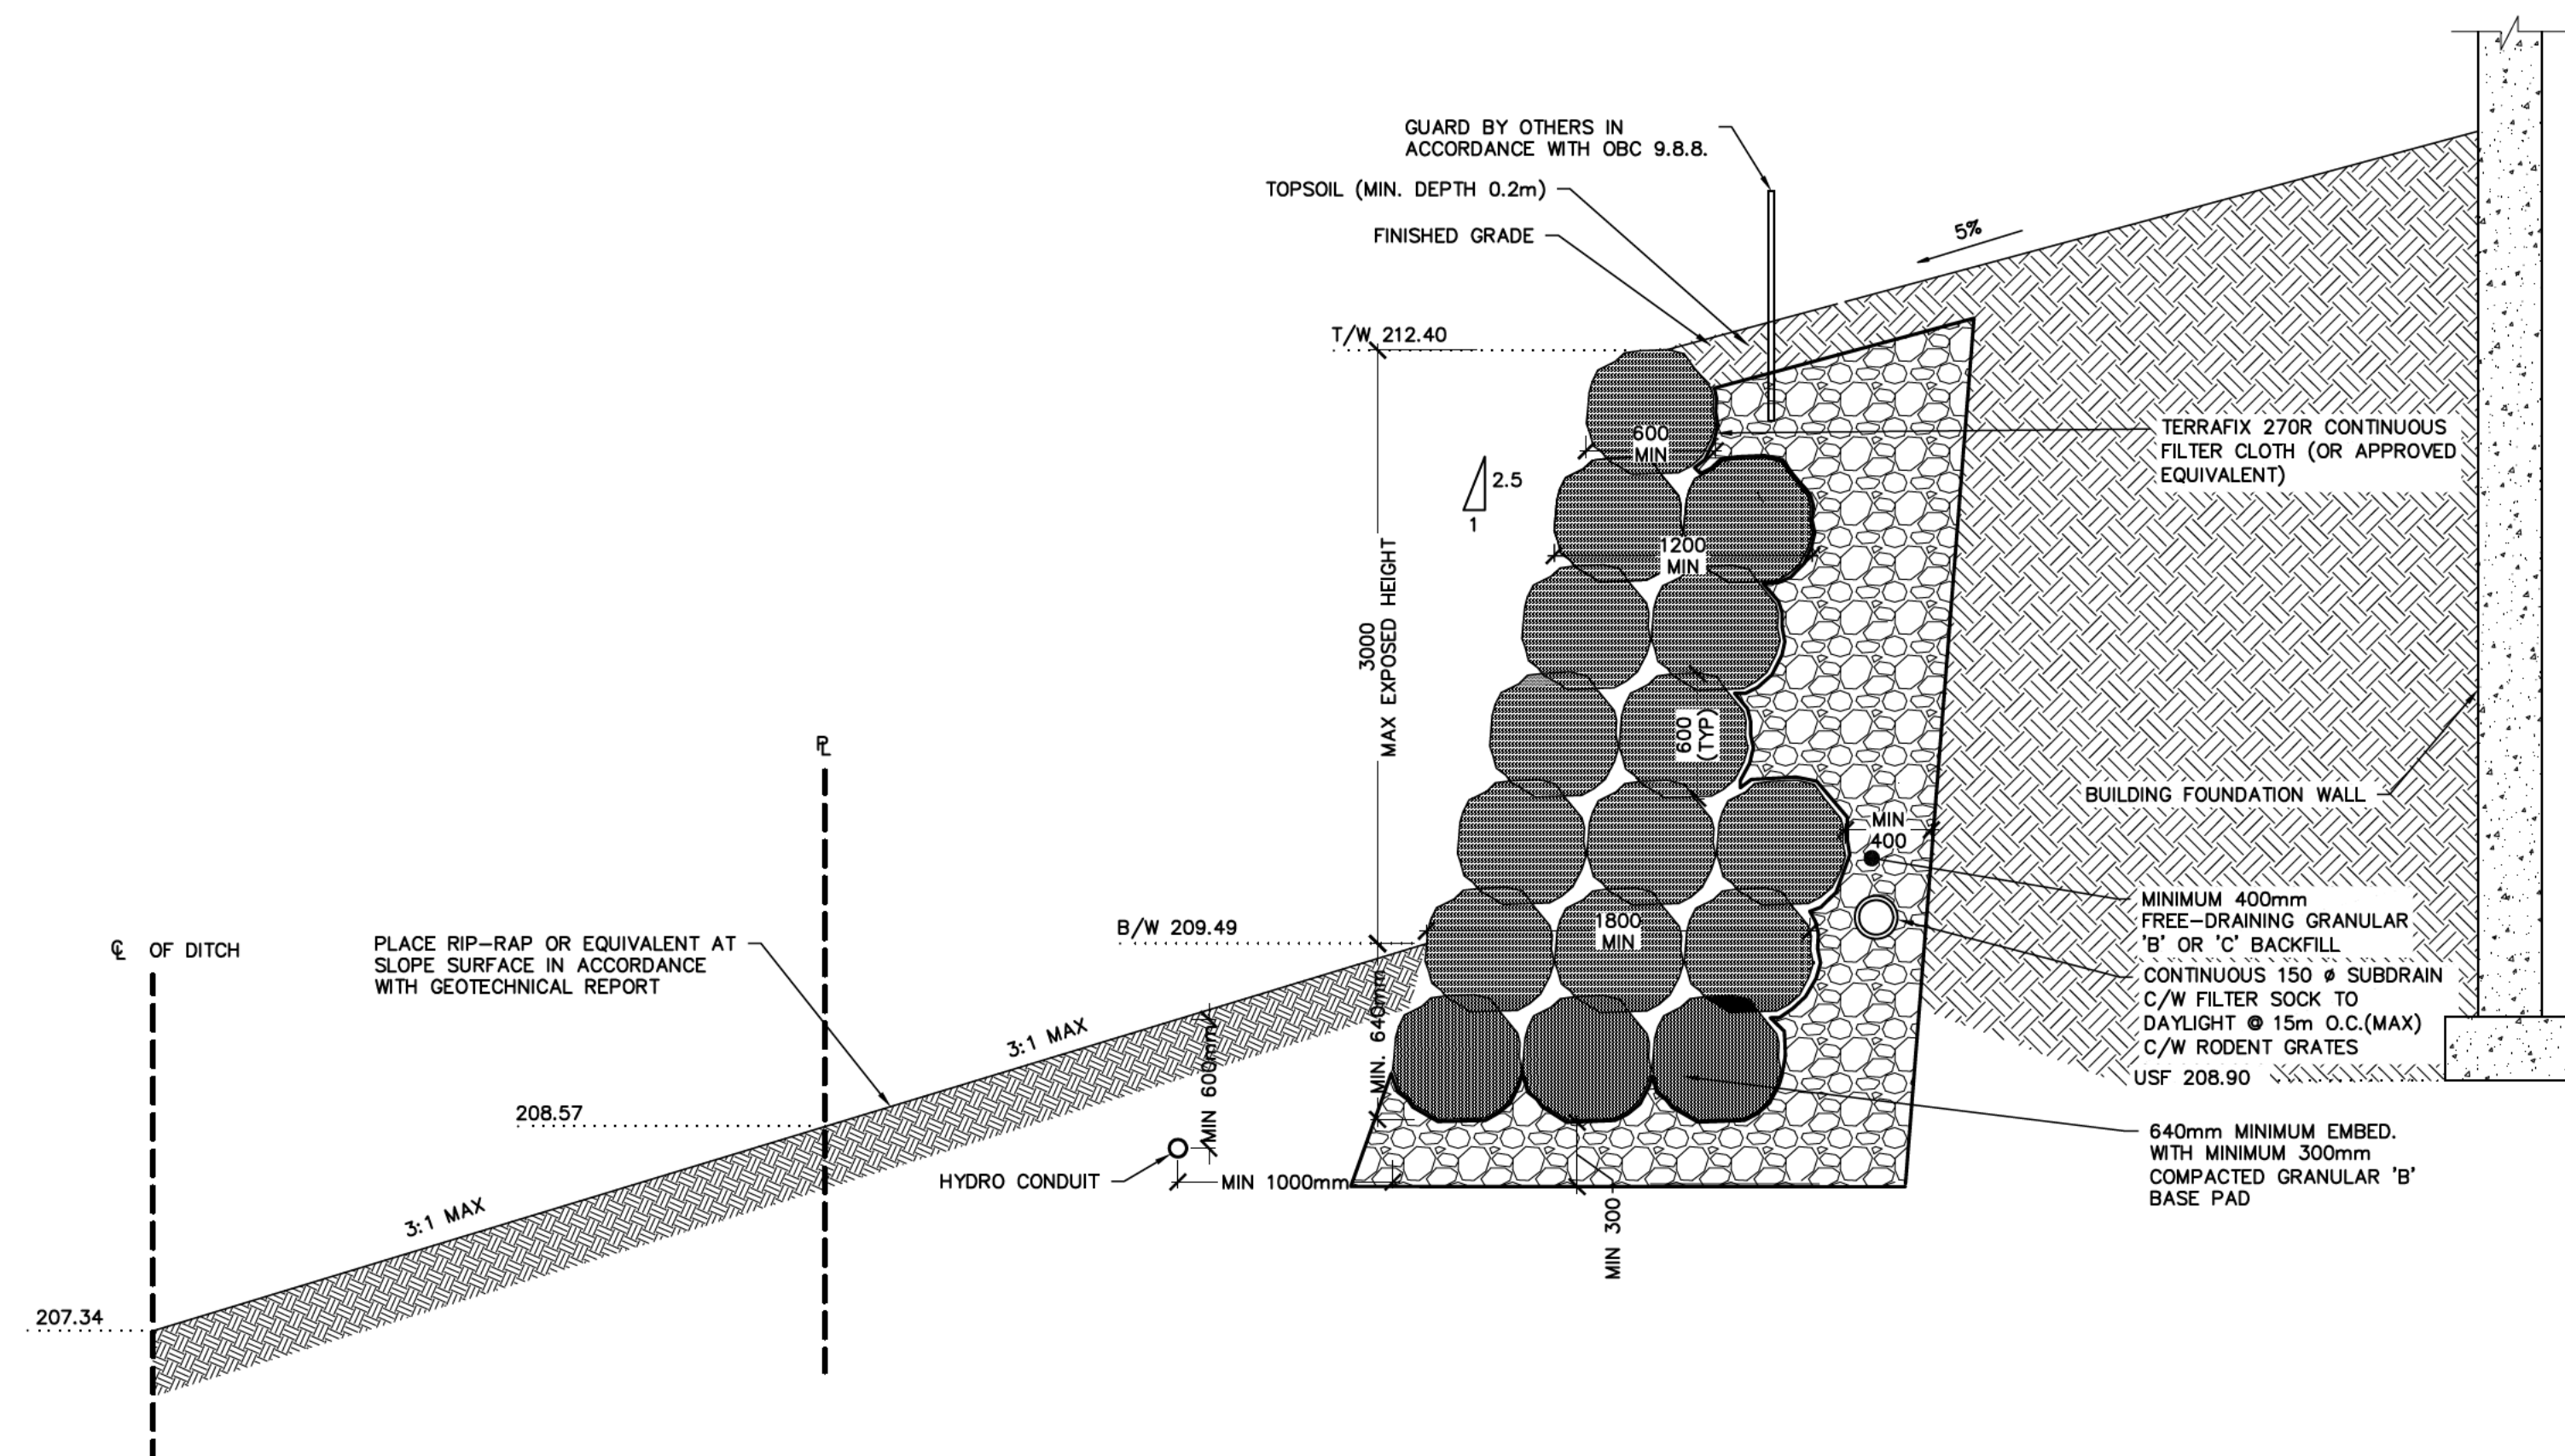 GUARD BY OTHERS IN
ACCORDANCE WITH OBC 9.8.8.
TOPSOIL (MIN. DEPTH 0.2m)
FINISHED GRADE
5%
T/W 212.40
600
MIN
TERRAFIX 270R CONTINUOUS
FILTER CLOTH (OR APPROVED
EQUIVALENT)
2.5
1
1200
MIN
3000
MAX EXPOSED HEIGHT
600
(TYP)
BUILDING FOUNDATION WALL
MIN
400
MINIMUM 400mm
FREE-DRAINING GRANULAR
'B' OR 'C' BACKFILL
CONTINUOUS 150 ø SUBDRAIN
C/W FILTER SOCK TO
DAYLIGHT @ 15m O.C.(MAX)
C/W RODENT GRATES
USF 208.90
640mm MINIMUM EMBED.
WITH MINIMUM 300mm
COMPACTED GRANULAR 'B'
BASE PAD
1800
MIN
B/W 209.49
MIN. 640mm
MIN 600mm
3:1 MAX
HYDRO CONDUIT
MIN 1000mm
MIN 300
PL
PLACE RIP-RAP OR EQUIVALENT AT
SLOPE SURFACE IN ACCORDANCE
WITH GEOTECHNICAL REPORT
208.57
3:1 MAX
CL OF DITCH
207.34